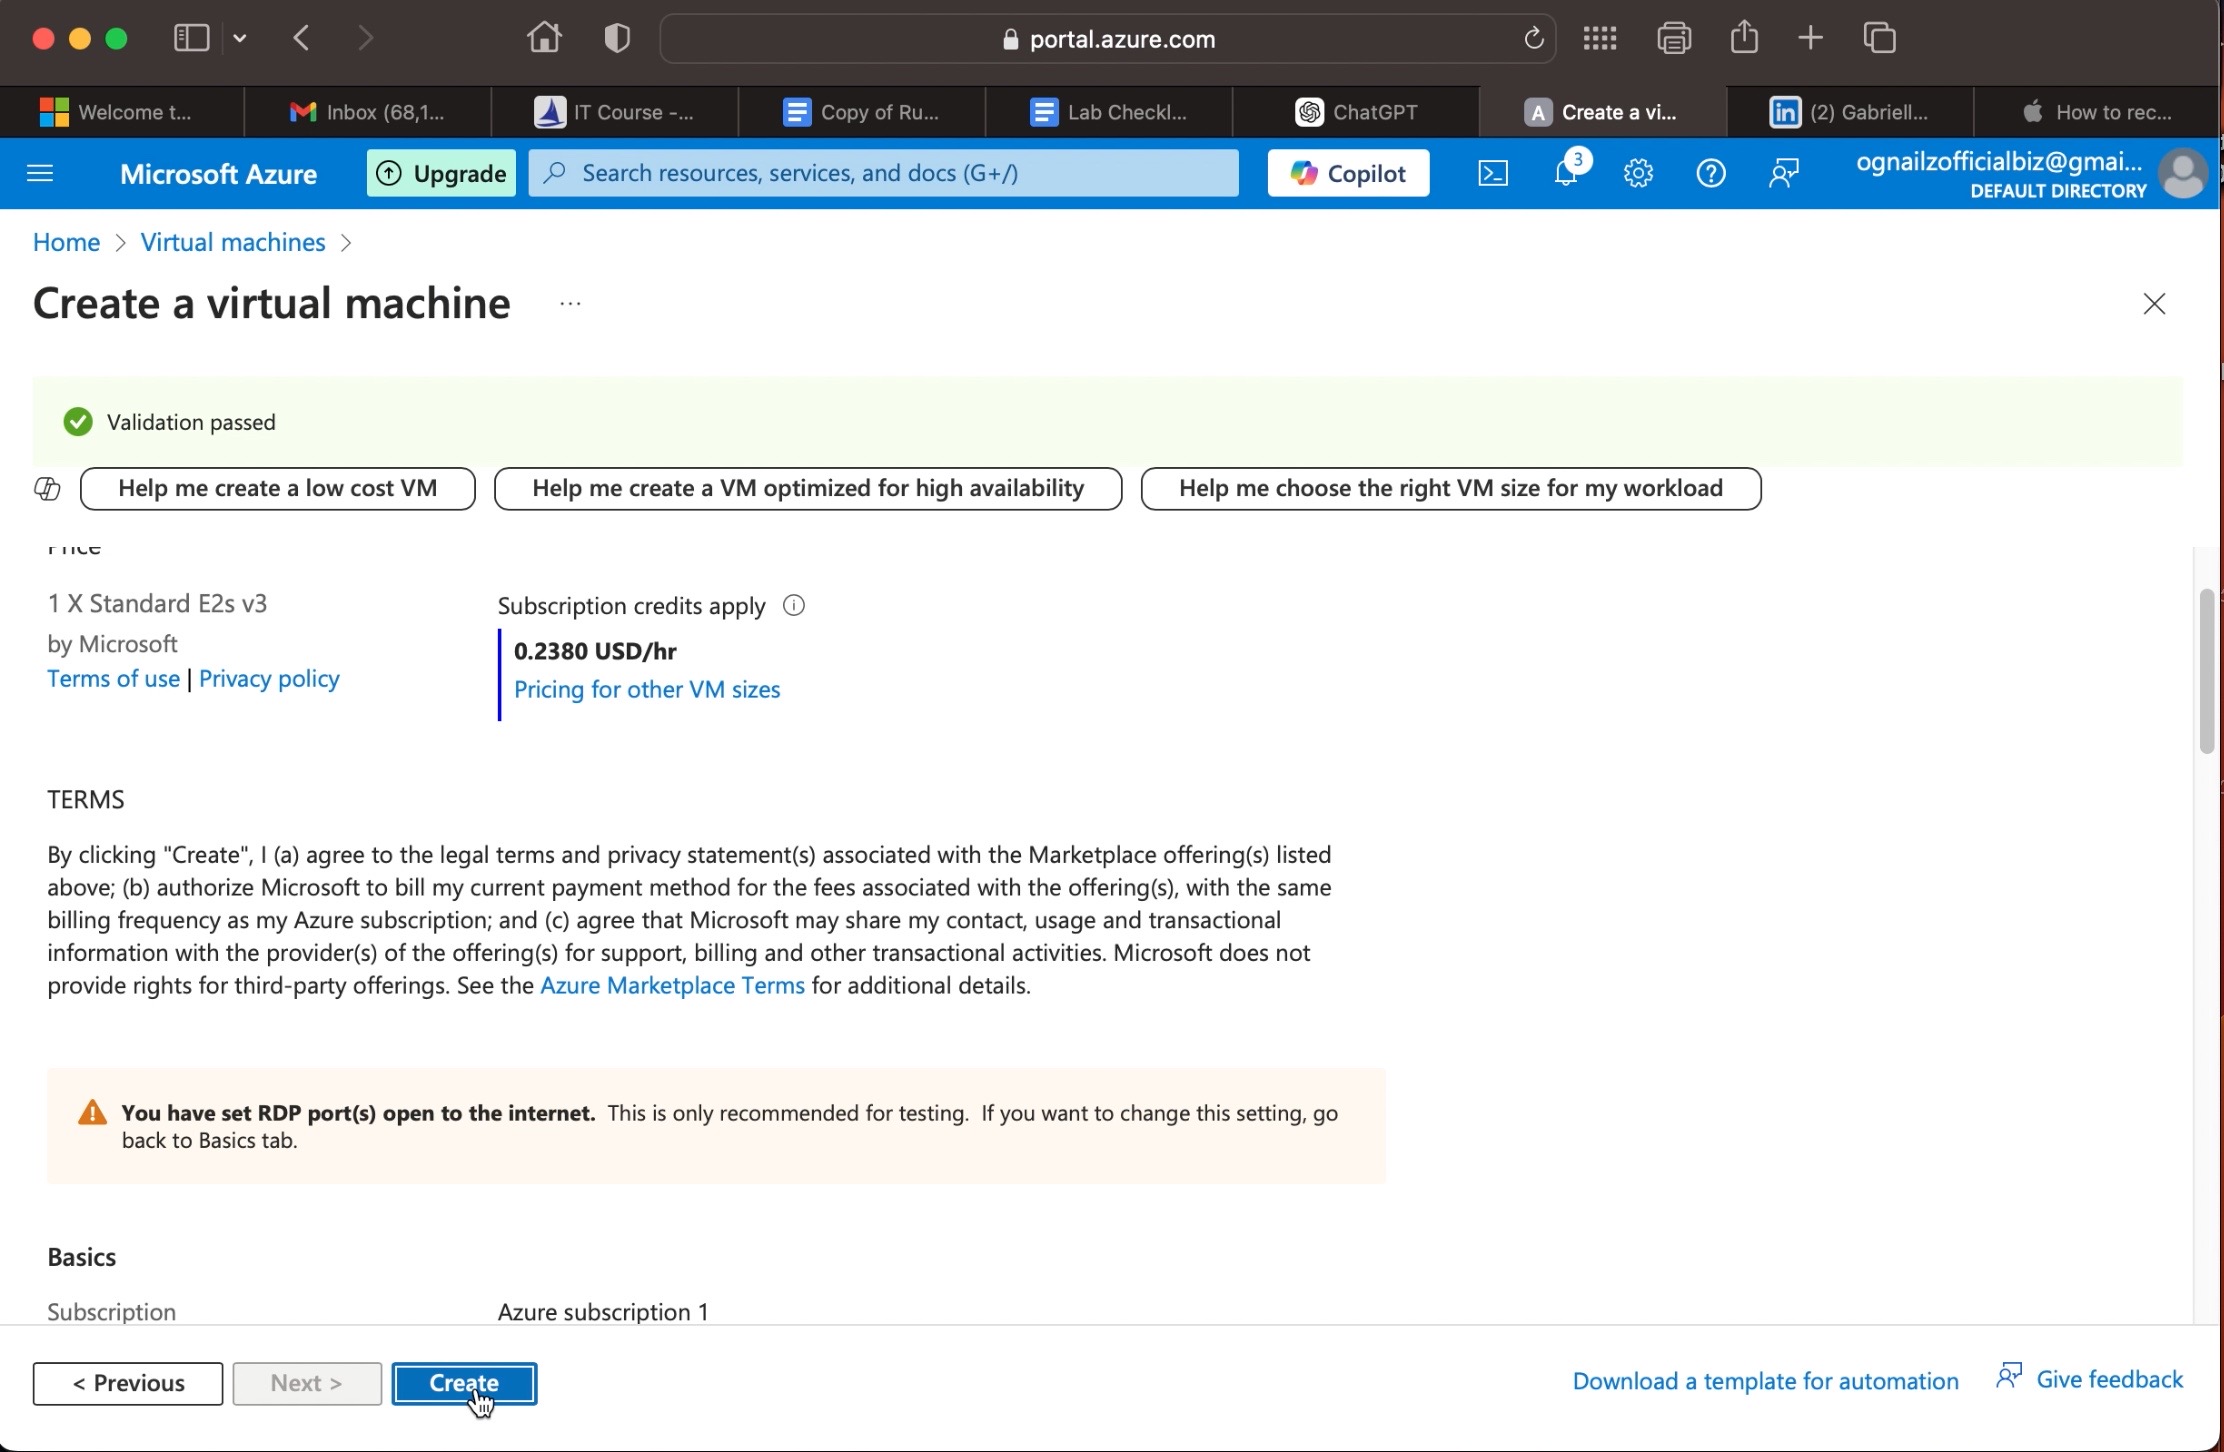 portal.azure.com
Welcome t...
Inbox (68,1...
IT Course -...
Copy of Ru...
Lab Checkl...
ChatGPT
A Create a vi...
in (2) Gabriell...
How to rec...
Microsoft Azure
Upgrade
Search resources, services, and docs (G+/)
Copilot
3
ognailzofficialbiz@gmai...
DEFAULT DIRECTORY
Home > Virtual machines >
Create a virtual machine ...
Validation passed
Help me create a low cost VM
Help me create a VM optimized for high availability
Help me choose the right VM size for my workload
Price
1 X Standard E2s v3
by Microsoft
Terms of use | Privacy policy
Subscription credits apply
0.2380 USD/hr
Pricing for other VM sizes
TERMS
By clicking "Create", I (a) agree to the legal terms and privacy statement(s) associated with the Marketplace offering(s) listed
above; (b) authorize Microsoft to bill my current payment method for the fees associated with the offering(s), with the same
billing frequency as my Azure subscription; and (c) agree that Microsoft may share my contact, usage and transactional
information with the provider(s) of the offering(s) for support, billing and other transactional activities. Microsoft does not
provide rights for third-party offerings. See the Azure Marketplace Terms for additional details.
You have set RDP port(s) open to the internet. This is only recommended for testing. If you want to change this setting, go
back to Basics tab.
Basics
Subscription
Azure subscription 1
< Previous
Next >
Create
Download a template for automation
Give feedback